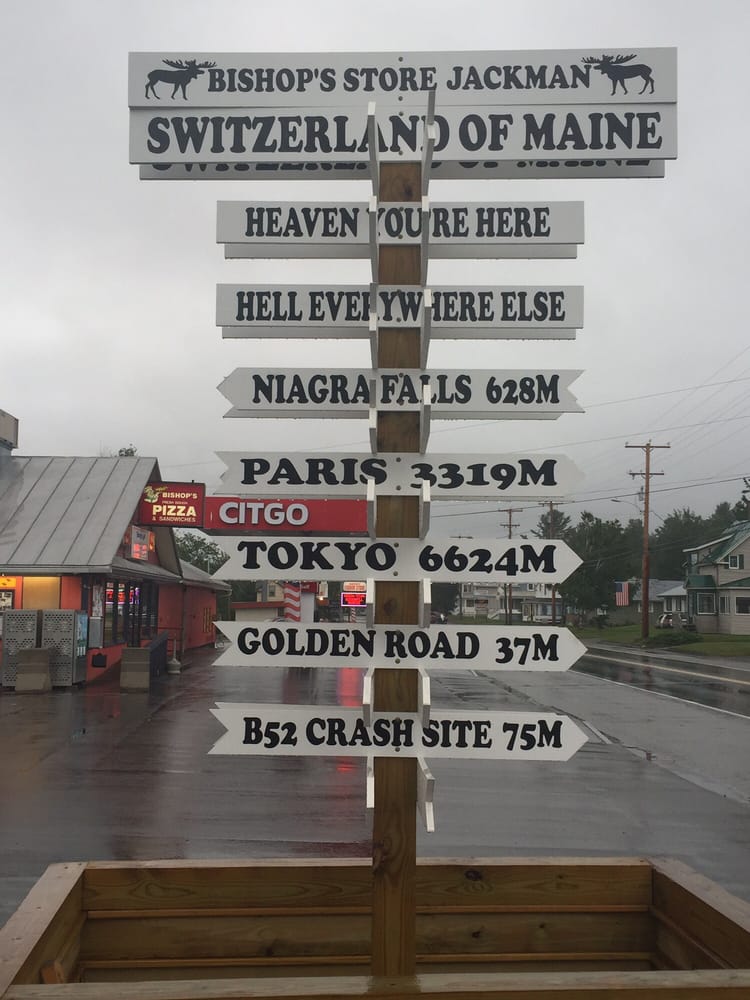 BISHOP'S STORE JACKMAN
SWITZERLAND OF MAINE
HEAVEN YOU'RE HERE
HELL EVERYWHERE ELSE
NIAGRA FALLS 628M
PARIS 3319M
BISHOP'S
PIZZA
& SANDWICHES
CITGO
TOKYO 6624M
GOLDEN ROAD 37M
B52 CRASH SITE 75M